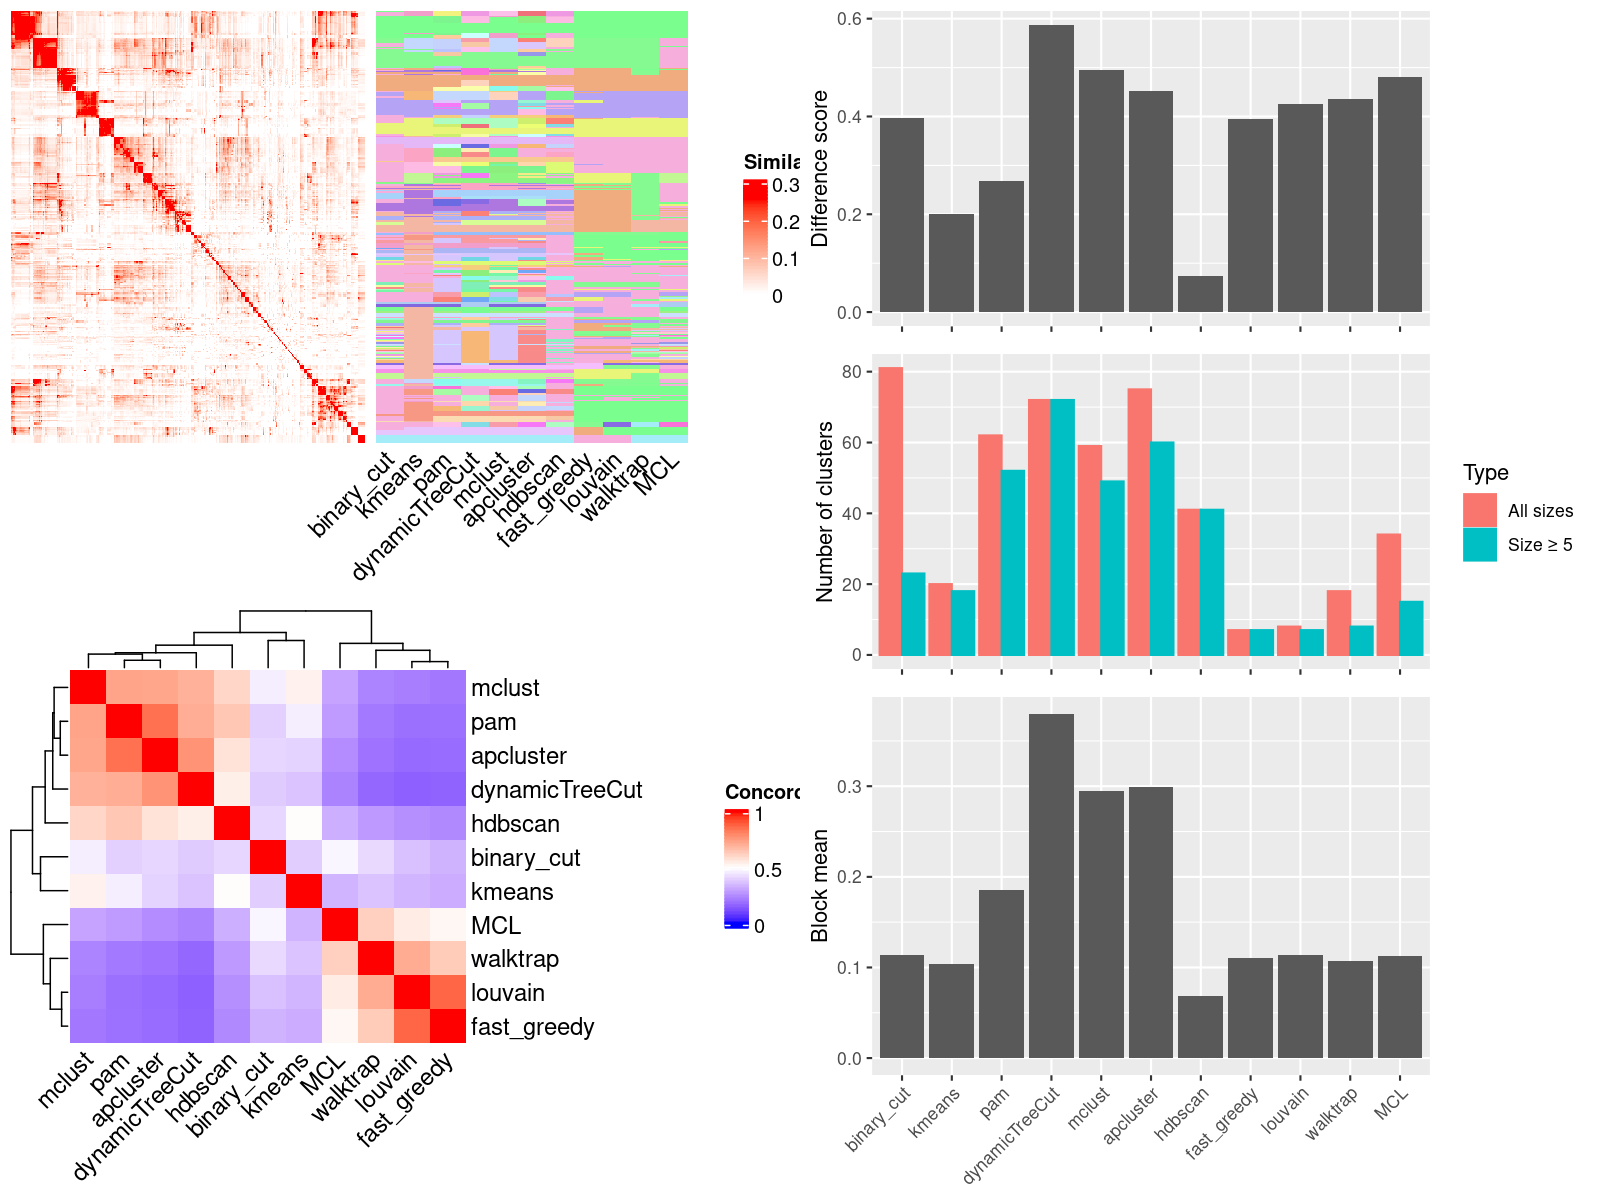 Simila
0.3
0.2
0.1
0
binary_cut
kmeans
pam
dynamicTreeCut
mclust
apcluster
hdbscan
fast_greedy
louvain
walktrap
MCL
mclust
pam
apcluster
dynamicTreeCut
hdbscan
binary_cut
kmeans
MCL
walktrap
louvain
fast_greedy
mclust
pam
apcluster
dynamicTreeCut
hdbscan
binary_cut
kmeans
MCL
walktrap
louvain
fast_greedy
Concord
1
0.5
0
Difference score
0.6
0.4
0.2
0.0
Number of clusters
80
60
40
20
0
Type
All sizes
Size ≥ 5
Block mean
0.3
0.2
0.1
0.0
binary_cut
kmeans
pam
dynamicTreeCut
mclust
apcluster
hdbscan
fast_greedy
louvain
walktrap
MCL